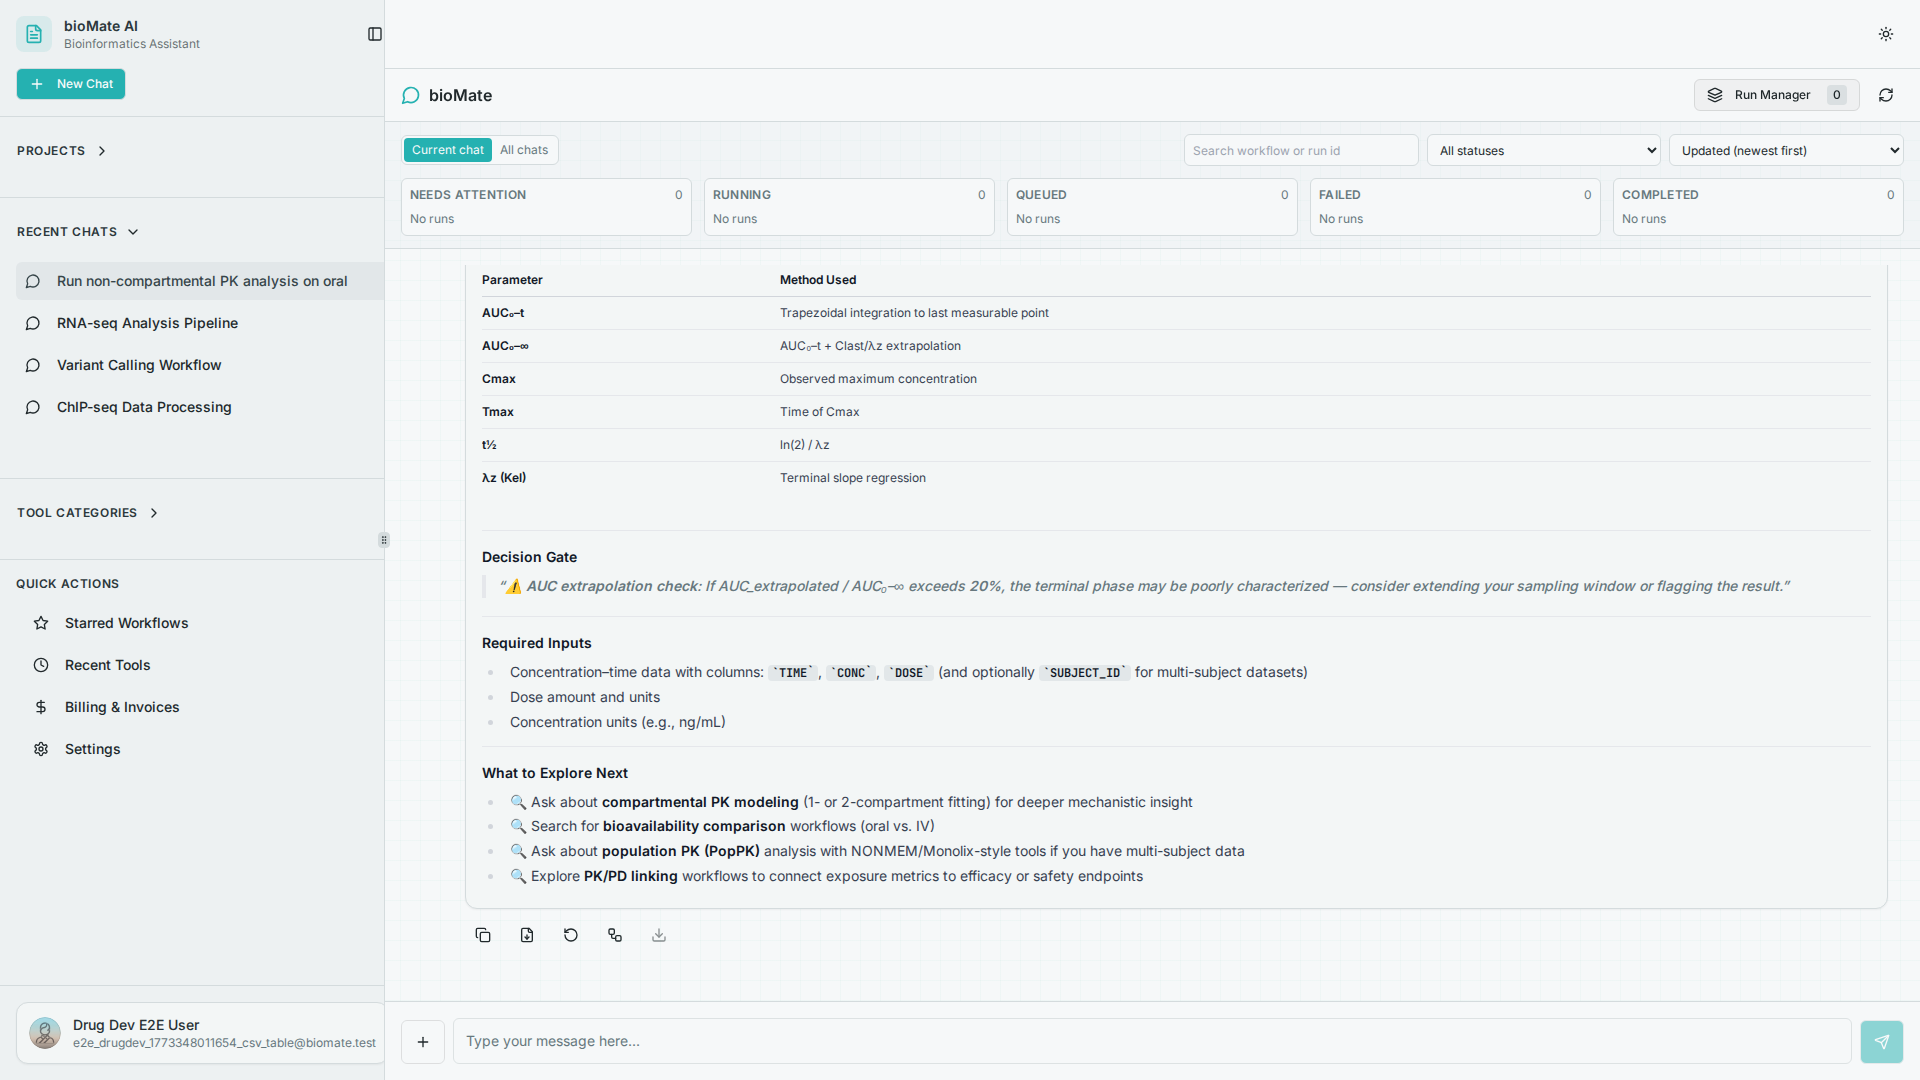 bioMate AI
Bioinformatics Assistant
New Chat
PROJECTS
RECENT CHATS
Run non-compartmental PK analysis on oral
RNA-seq Analysis Pipeline
Variant Calling Workflow
ChIP-seq Data Processing
TOOL CATEGORIES
QUICK ACTIONS
Starred Workflows
Recent Tools
Billing & Invoices
Settings
Drug Dev E2E User
e2e_drugdev_1773348011654_csv_table@biomate.test
bioMate
Run Manager 0
Current chat All chats
Search workflow or run id
All statuses
Updated (newest first)
NEEDS ATTENTION 0
No runs
RUNNING 0
No runs
QUEUED 0
No runs
FAILED 0
No runs
COMPLETED 0
No runs
Parameter Method Used
AUC₀–t Trapezoidal integration to last measurable point
AUC₀–∞ AUC₀–t + Clast/λz extrapolation
Cmax Observed maximum concentration
Tmax Time of Cmax
t½ ln(2) / λz
λz (Kel) Terminal slope regression
Decision Gate
“⚠️ AUC extrapolation check: If AUC_extrapolated / AUC₀–∞ exceeds 20%, the terminal phase may be poorly characterized — consider extending your sampling window or flagging the result.”
Required Inputs
Concentration–time data with columns: `TIME`, `CONC`, `DOSE` (and optionally `SUBJECT_ID` for multi-subject datasets)
Dose amount and units
Concentration units (e.g., ng/mL)
What to Explore Next
🔍 Ask about compartmental PK modeling (1- or 2-compartment fitting) for deeper mechanistic insight
🔍 Search for bioavailability comparison workflows (oral vs. IV)
🔍 Ask about population PK (PopPK) analysis with NONMEM/Monolix-style tools if you have multi-subject data
🔍 Explore PK/PD linking workflows to connect exposure metrics to efficacy or safety endpoints
Type your message here...